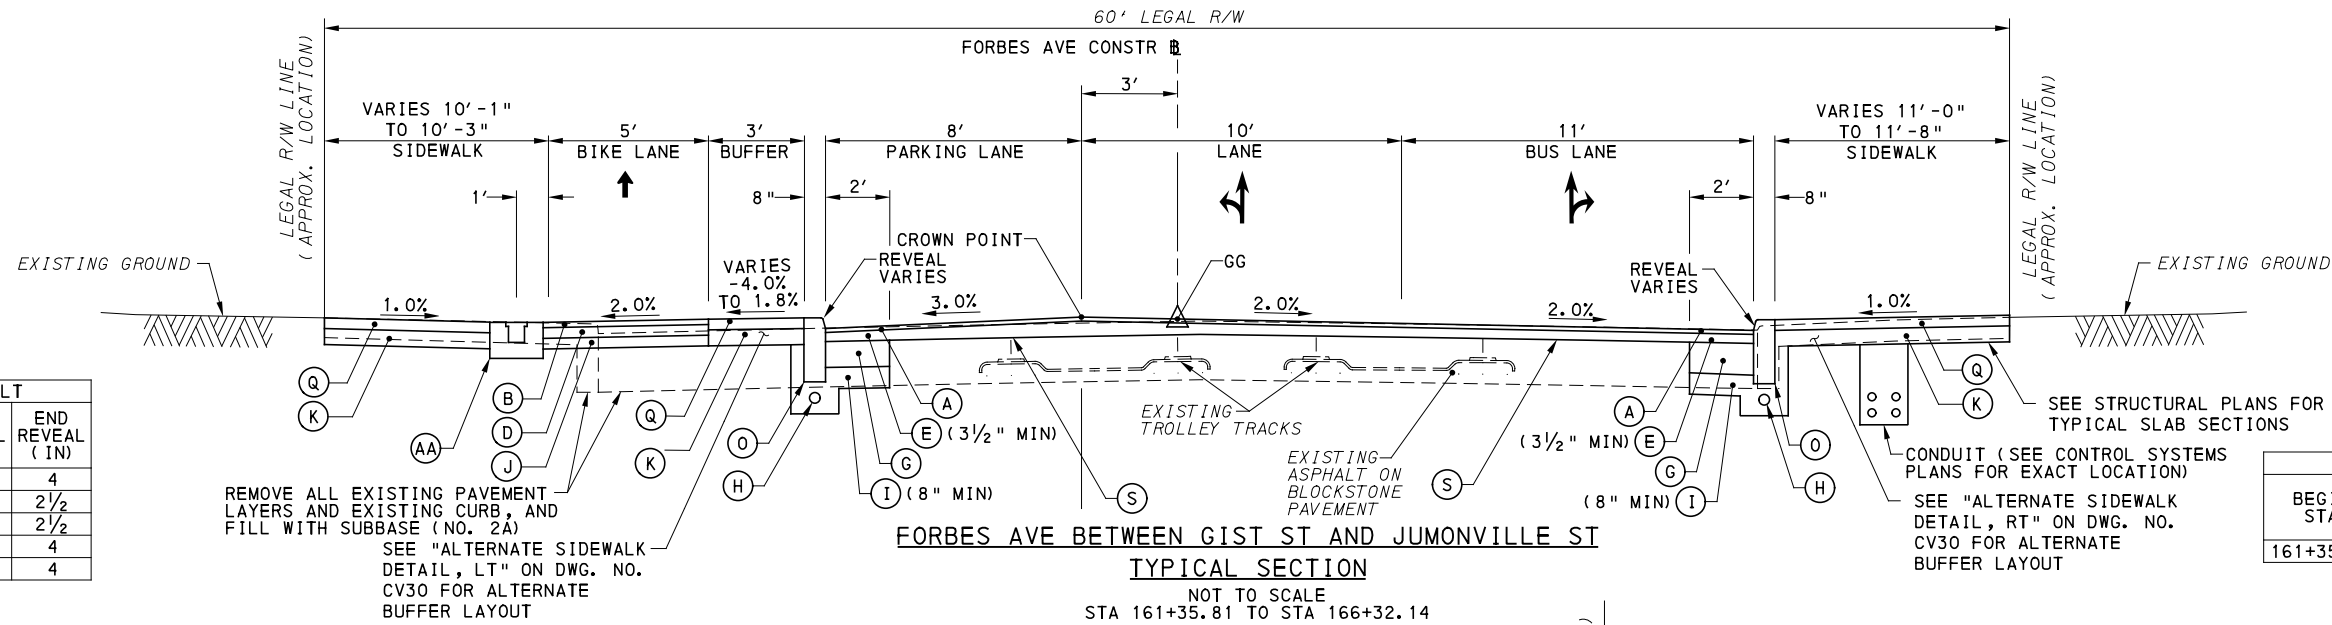 60' LEGAL R/W
FORBES AVE CONSTR ℄
3'
LEGAL R/W LINE
(APPROX. LOCATION)
VARIES 10'-1"
TO 10'-3"
SIDEWALK
5'
BIKE LANE
3'
BUFFER
8'
PARKING LANE
10'
LANE
11'
BUS LANE
VARIES 11'-0"
TO 11'-8"
SIDEWALK
LEGAL R/W LINE
(APPROX. LOCATION)
1'
8"
2'
2'
8"
EXISTING GROUND
CROWN POINT
REVEAL
VARIES
GG
REVEAL
VARIES
EXISTING GROUND
VARIES
-4.0%
TO 1.8%
1.0%
2.0%
3.0%
2.0%
2.0%
1.0%
Q
K
AA
B
D
J
Q
K
O
H
A
E (3½" MIN)
G
I (8" MIN)
S
EXISTING
TROLLEY TRACKS
EXISTING
ASPHALT ON
BLOCKSTONE
PAVEMENT
S
A
(3½" MIN) E
G
(8" MIN) I
Q
K
O
H
SEE STRUCTURAL PLANS FOR
TYPICAL SLAB SECTIONS
CONDUIT (SEE CONTROL SYSTEMS
PLANS FOR EXACT LOCATION)
SEE "ALTERNATE SIDEWALK
DETAIL, RT" ON DWG. NO.
CV30 FOR ALTERNATE
BUFFER LAYOUT
REMOVE ALL EXISTING PAVEMENT
LAYERS AND EXISTING CURB, AND
FILL WITH SUBBASE (NO. 2A)
SEE "ALTERNATE SIDEWALK
DETAIL, LT" ON DWG. NO.
CV30 FOR ALTERNATE
BUFFER LAYOUT
FORBES AVE BETWEEN GIST ST AND JUMONVILLE ST
TYPICAL SECTION
NOT TO SCALE
STA 161+35.81 TO STA 166+32.14
LT
END
REVEAL
(IN)
4
2½
2½
4
4
161+35